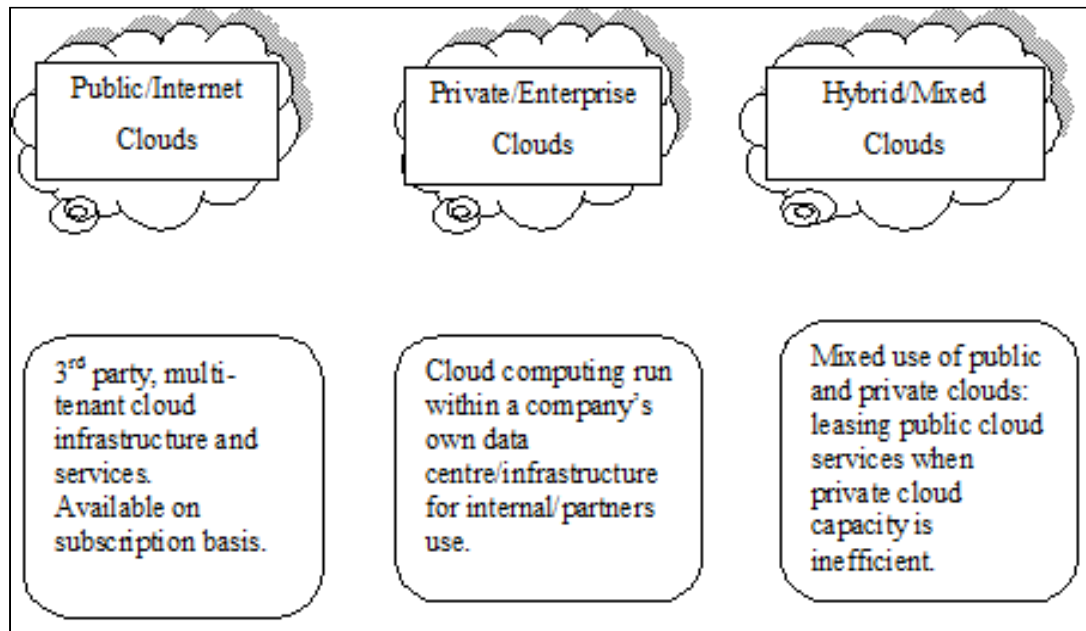 Public/Internet
Clouds
Private/Enterprise
Clouds
Hybrid/Mixed
Clouds
3rd party, multi-
tenant cloud
infrastructure and
services.
Available on
subscription basis.
Cloud computing run
within a company's
own data
centre/infrastructure
for internal/partners
use.
Mixed use of public
and private clouds:
leasing public cloud
services when
private cloud
capacity is
inefficient.